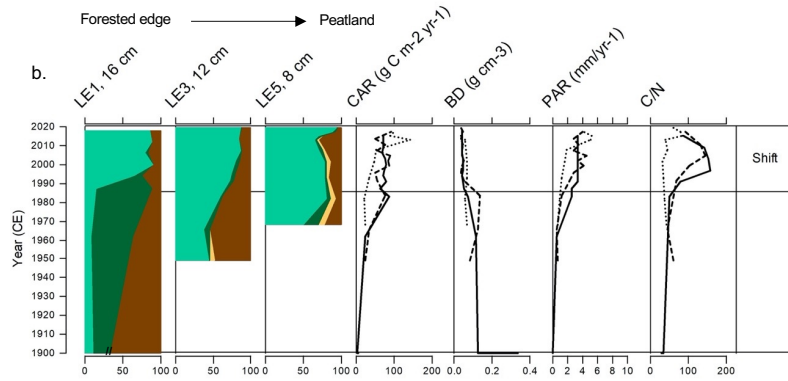 Forested edge Peatland
b.
LE1, 16 cm
LE3, 12 cm
LE5, 8 cm
CAR (g C m-2 yr-1)
BD (g cm-3)
PAR (mm/yr-1)
C/N
Year (CE)
2020
2010
2000
1990
1980
1970
1960
1950
1940
1930
1920
1910
1900
Shift
//
0 50 100 0 50 100 0 50 100 0 100 200 0.0 0.2 0.4 0 2 4 6 8 10 0 100 200